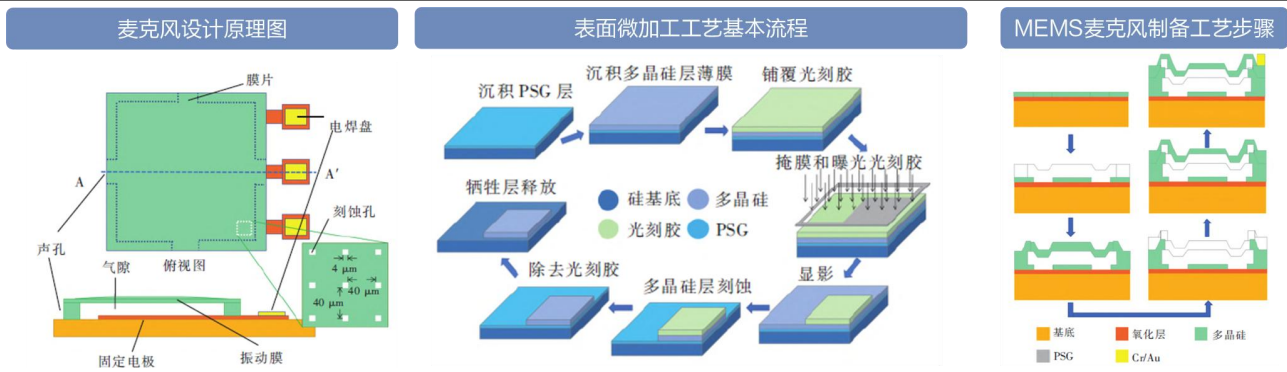 麦克风设计原理图
膜片
电焊盘
A
A′
刻蚀孔
声孔
气隙
俯视图
4 μm
40 μm
40 μm
固定电极
振动膜
表面微加工工艺基本流程
沉积PSG层
沉积多晶硅层薄膜
铺覆光刻胶
掩膜和曝光光刻胶
牺牲层释放
硅基底
多晶硅
光刻胶
PSG
除去光刻胶
多晶硅层刻蚀
显影
MEMS麦克风制备工艺步骤
基底
氧化层
多晶硅
PSG
Cr/Au